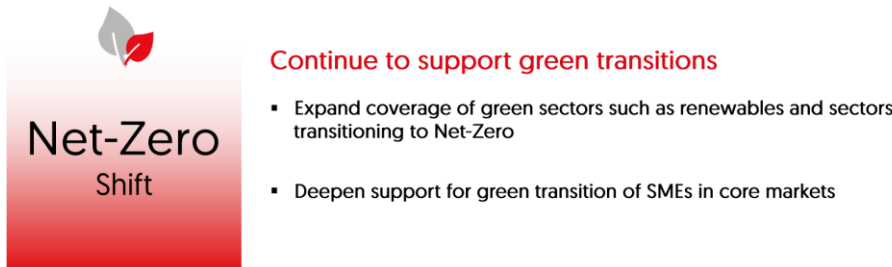 Net-Zero
Shift
Continue to support green transitions
▪ Expand coverage of green sectors such as renewables and sectors
transitioning to Net-Zero
▪ Deepen support for green transition of SMEs in core markets